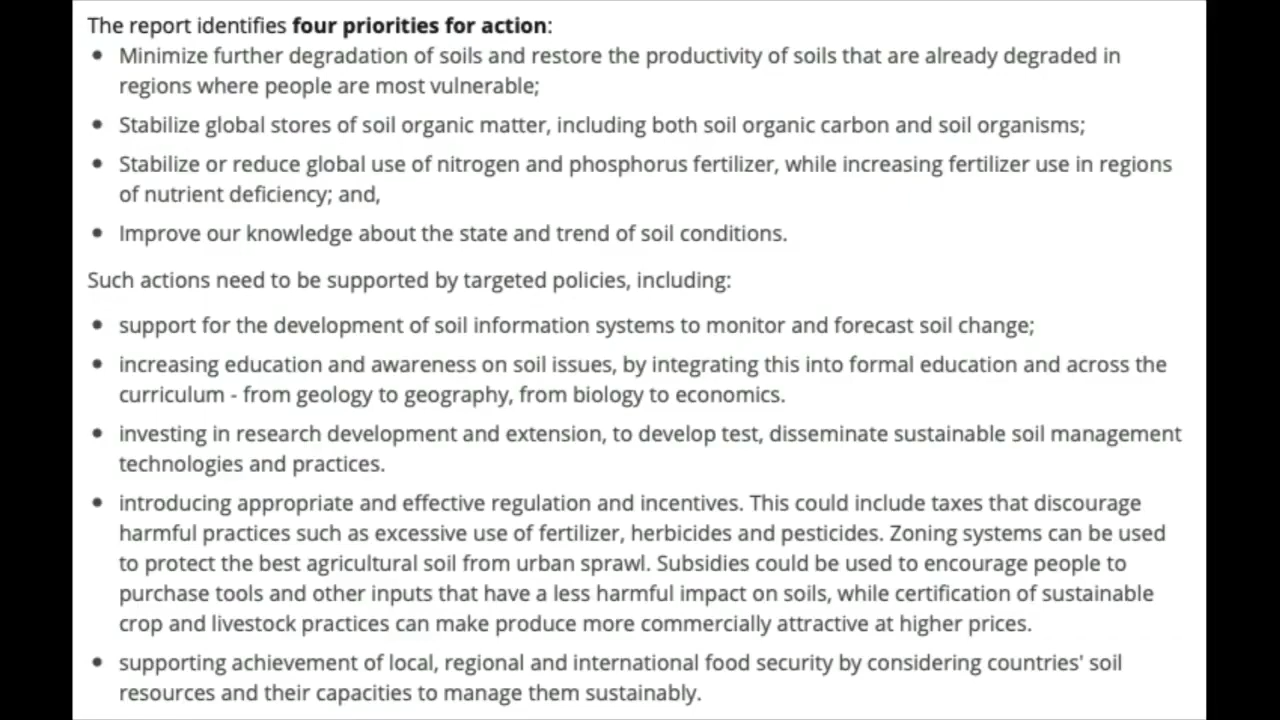 The report identifies four priorities for action:
• Minimize further degradation of soils and restore the productivity of soils that are already degraded in
regions where people are most vulnerable;
• Stabilize global stores of soil organic matter, including both soil organic carbon and soil organisms;
• Stabilize or reduce global use of nitrogen and phosphorus fertilizer, while increasing fertilizer use in regions
of nutrient deficiency; and,
• Improve our knowledge about the state and trend of soil conditions.
Such actions need to be supported by targeted policies, including:
• support for the development of soil information systems to monitor and forecast soil change;
• increasing education and awareness on soil issues, by integrating this into formal education and across the
curriculum - from geology to geography, from biology to economics.
• investing in research development and extension, to develop test, disseminate sustainable soil management
technologies and practices.
• introducing appropriate and effective regulation and incentives. This could include taxes that discourage
harmful practices such as excessive use of fertilizer, herbicides and pesticides. Zoning systems can be used
to protect the best agricultural soil from urban sprawl. Subsidies could be used to encourage people to
purchase tools and other inputs that have a less harmful impact on soils, while certification of sustainable
crop and livestock practices can make produce more commercially attractive at higher prices.
• supporting achievement of local, regional and international food security by considering countries' soil
resources and their capacities to manage them sustainably.